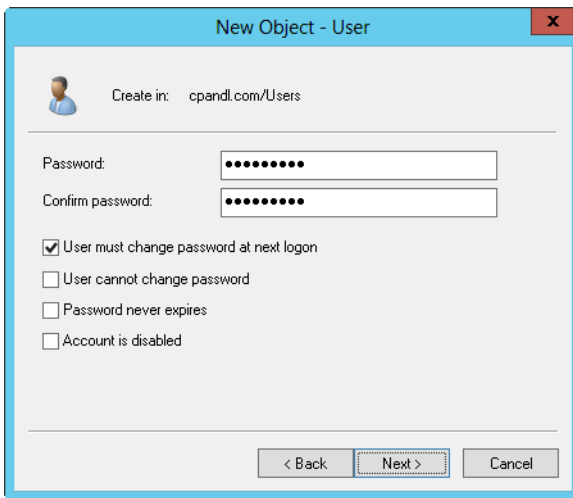 New Object - User
x
Create in: cpandl.com/Users
Password:
●●●●●●●●●
Confirm password:
●●●●●●●●●
User must change password at next logon
User cannot change password
Password never expires
Account is disabled
< Back
Next >
Cancel